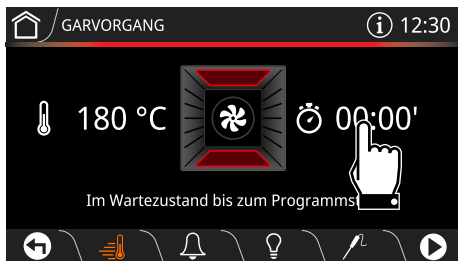 GARVORGANG
12:30
180 °C
00:00'
Im Wartezustand bis zum